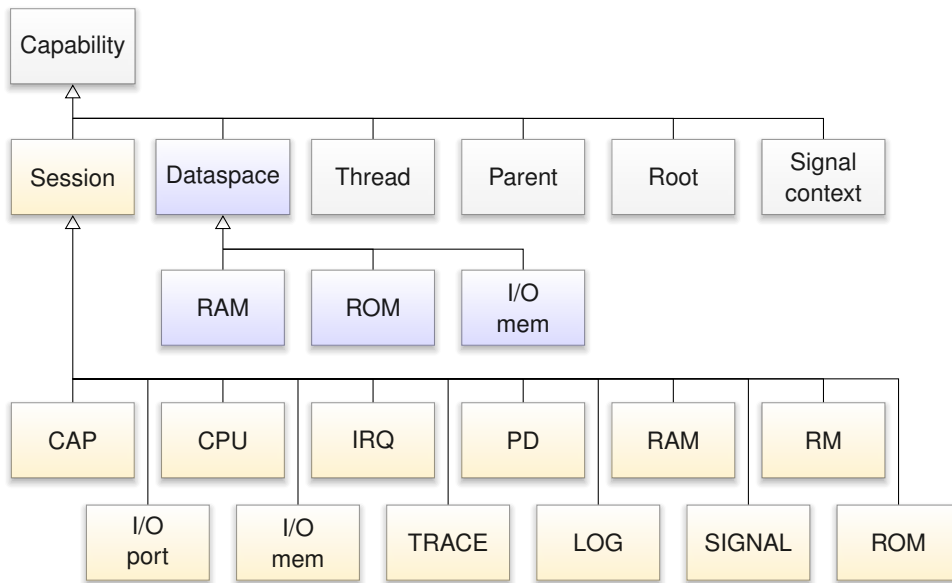 Capability
Session
Dataspace
Thread
Parent
Root
Signal
context
RAM
ROM
I/O
mem
CAP
CPU
IRQ
PD
RAM
RM
I/O
port
I/O
mem
TRACE
LOG
SIGNAL
ROM